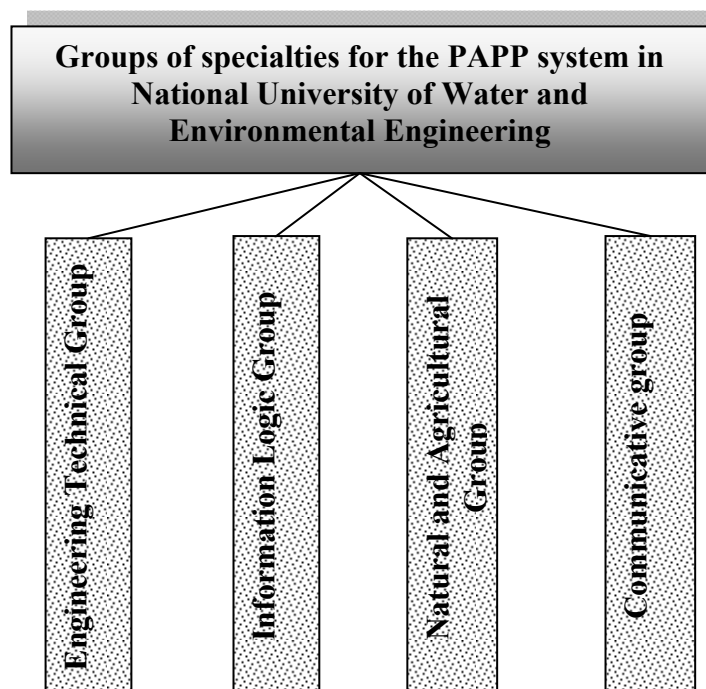 Groups of specialties for the PAPP system in
National University of Water and
Environmental Engineering
Engineering Technical Group
Information Logic Group
Natural and Agricultural
Group
Communicative group